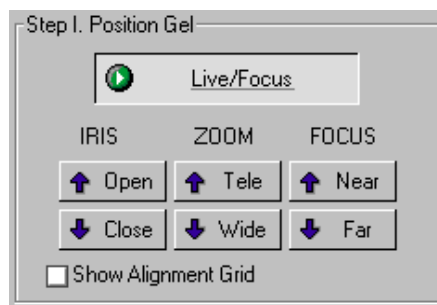 Step I. Position Gel
Live/Focus
IRIS ZOOM FOCUS
Open Tele Near
Close Wide Far
Show Alignment Grid